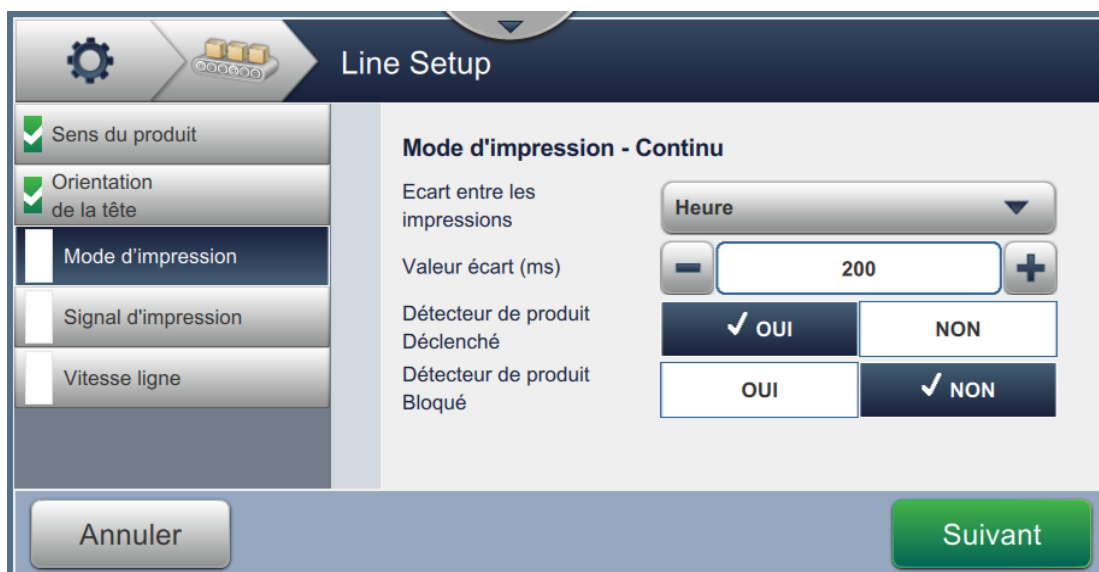 Line Setup
Sens du produit
Orientation
de la tête
Mode d'impression
Signal d'impression
Vitesse ligne
Mode d'impression - Continu
Ecart entre les
impressions
Heure
Valeur écart (ms)
200
Détecteur de produit
Déclenché
OUI
NON
Détecteur de produit
Bloqué
OUI
NON
Annuler
Suivant